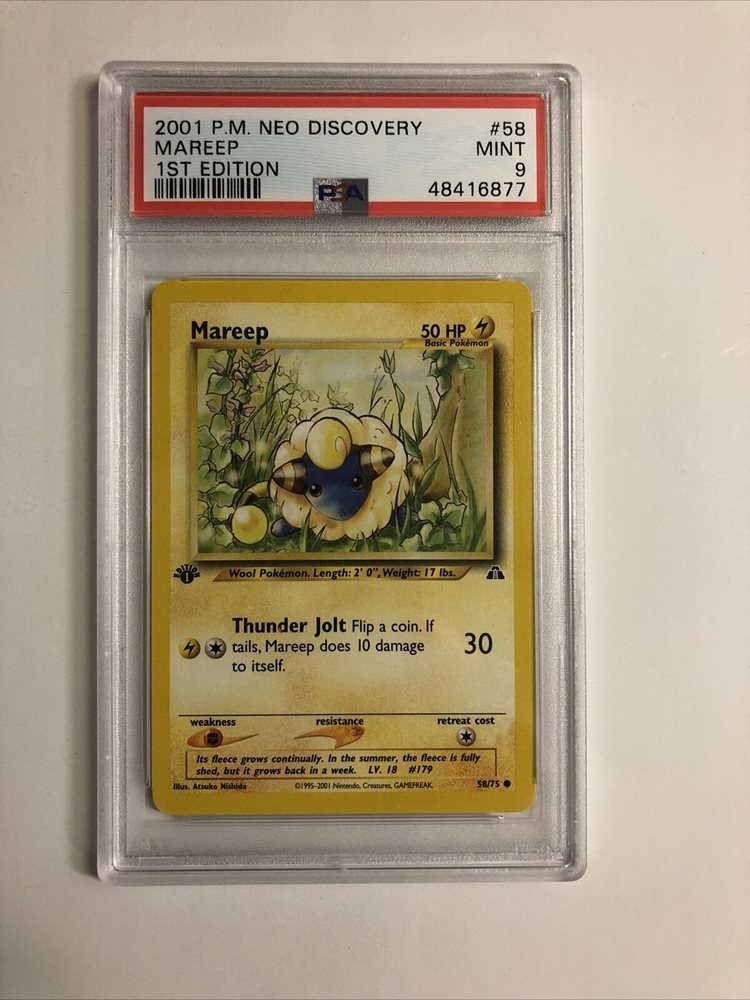 2001 P.M. NEO DISCOVERY #58
MAREEP MINT
1ST EDITION 9
PSA 48416877
Mareep 50 HP
Basic Pokémon
EDITION
1
Wool Pokémon. Length: 2' 0", Weight: 17 lbs.
Thunder Jolt Flip a coin. If
tails, Mareep does 10 damage 30
to itself.
weakness resistance retreat cost
Its fleece grows continually. In the summer, the fleece is fully
shed, but it grows back in a week. LV. 18 #179
Illus. Atsuko Nishida ©1995-2001 Nintendo, Creatures, GAMEFREAK. 58/75